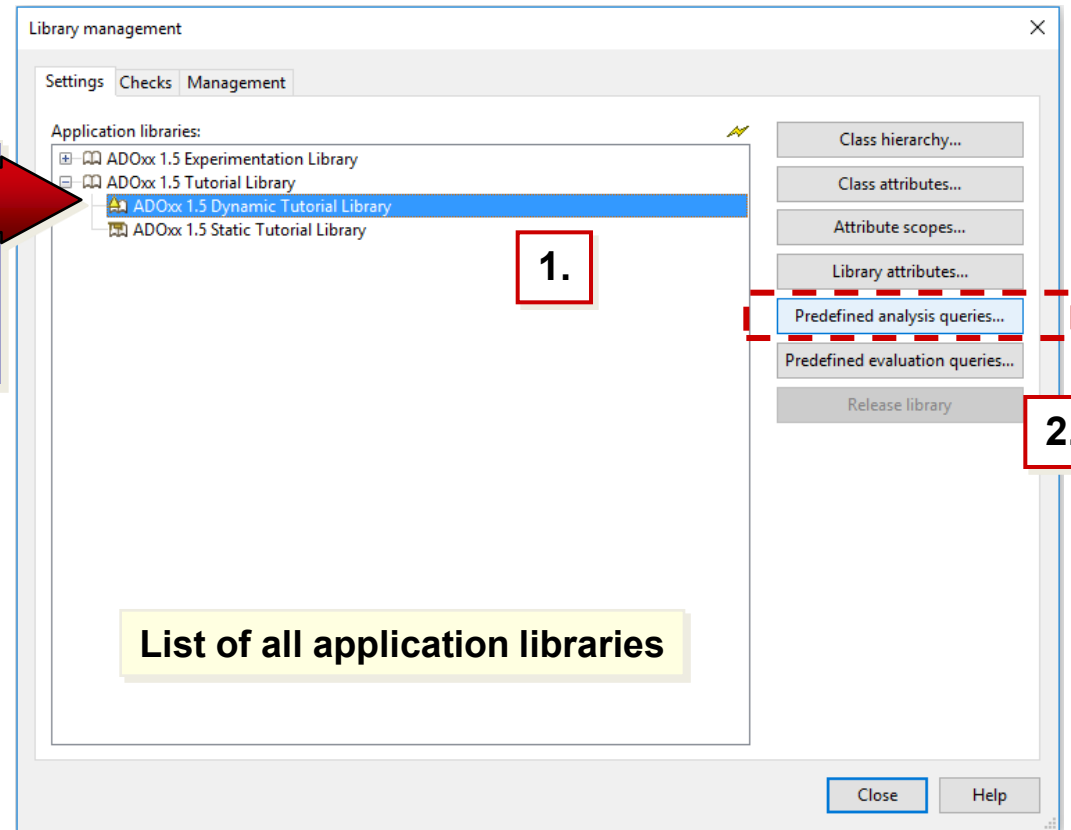 Library management
Settings Checks Management
Application libraries:
ADOxx 1.5 Experimentation Library
ADOxx 1.5 Tutorial Library
ADOxx 1.5 Dynamic Tutorial Library
ADOxx 1.5 Static Tutorial Library
1.
List of all application libraries
Class hierarchy...
Class attributes...
Attribute scopes...
Library attributes...
Predefined analysis queries...
Predefined evaluation queries...
Release library
2.
Close Help